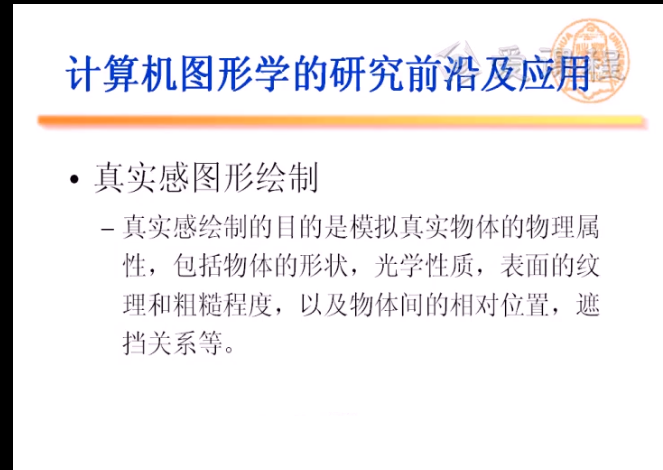 计算机图形学的研究前沿及应用
爱课程
• 真实感图形绘制
– 真实感绘制的目的是模拟真实物体的物理属
性，包括物体的形状，光学性质，表面的纹
理和粗糙程度，以及物体间的相对位置，遮
挡关系等。